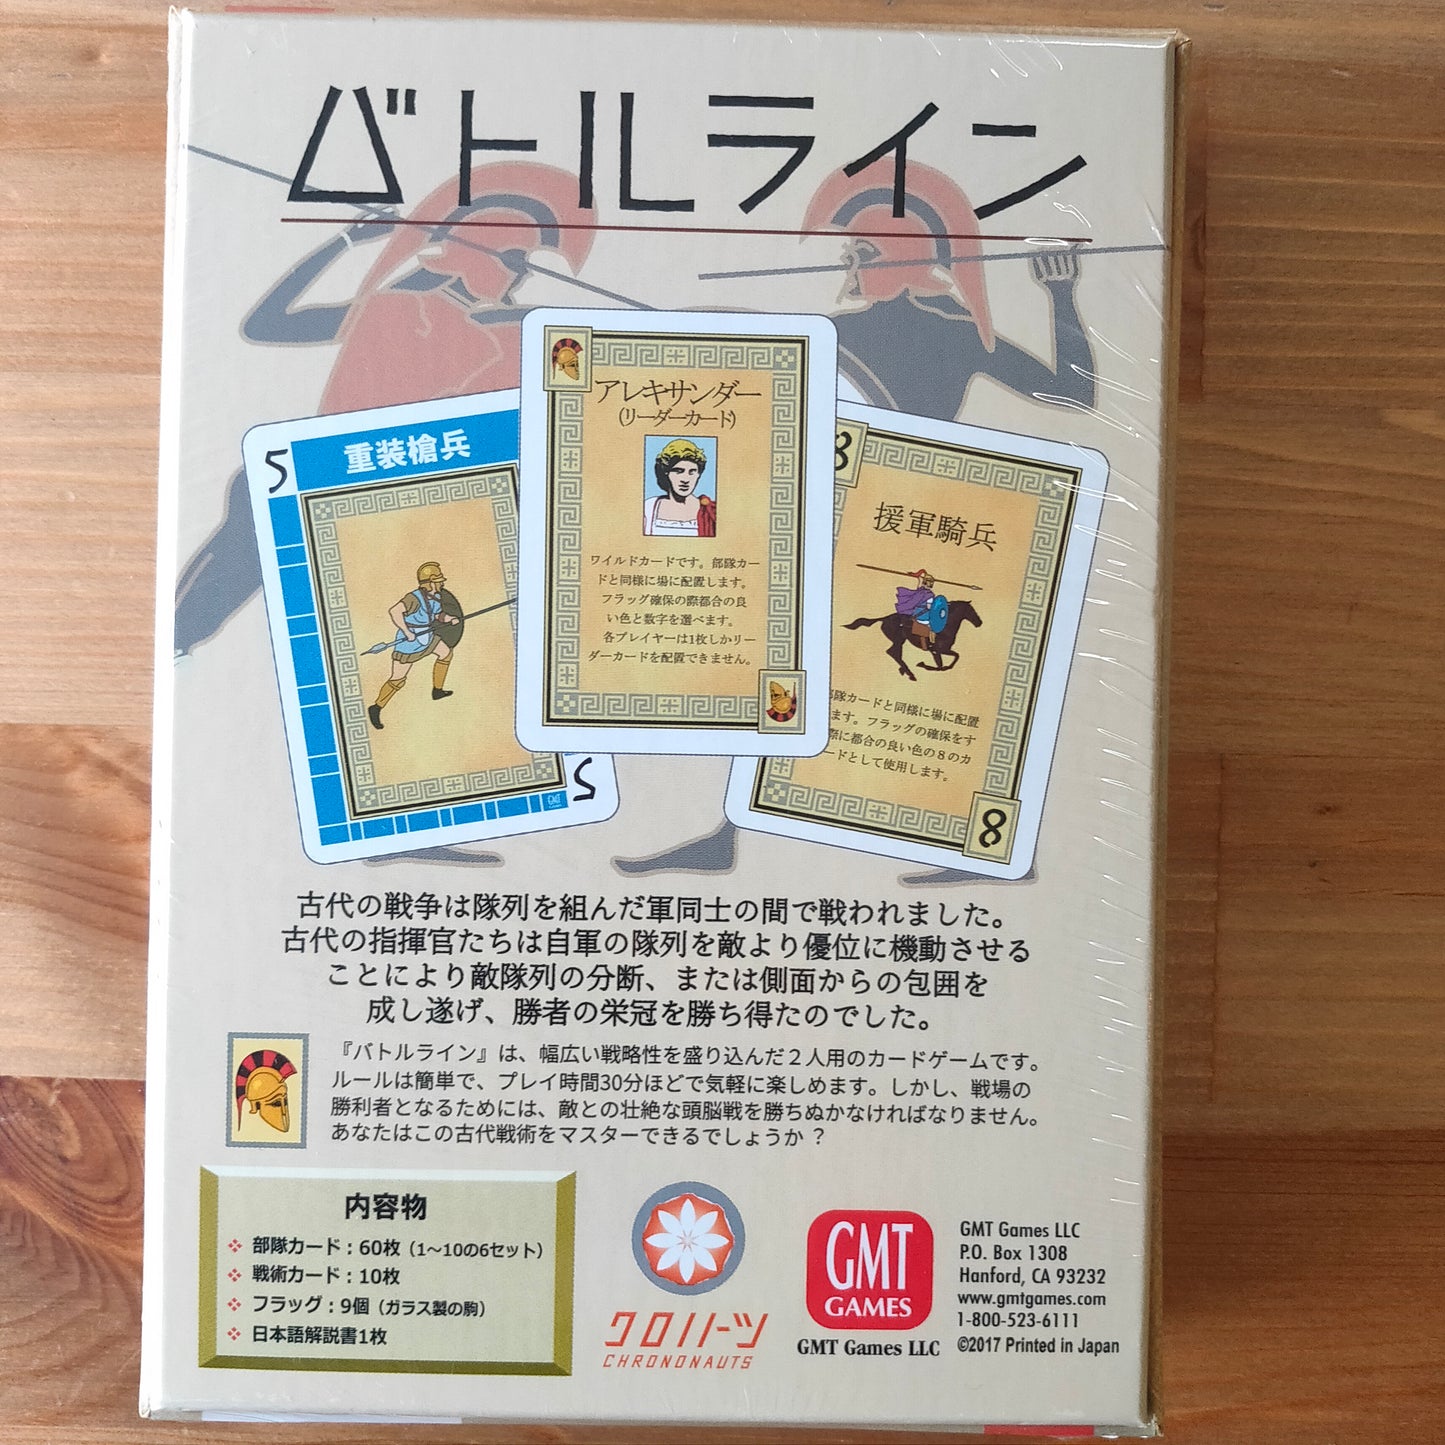 バトルライン
5
重装槍兵
GMT
5
アレキサンダー
(リーダーカード)
ワイルドカードです。部隊カー
ドと同様に場に配置します。
フラッグ確保の際都合の良
い色と数字を選べます。
各プレイヤーは1枚しかリー
ダーカードを配置できません。
8
援軍騎兵
部隊カードと同様に場に配置
ます。フラッグの確保をす
際に都合の良い色の8のカ
ードとして使用します。
8
古代の戦争は隊列を組んだ軍同士の間で戦われました。
古代の指揮官たちは自軍の隊列を敵より優位に機動させる
ことにより敵隊列の分断、または側面からの包囲を
成し遂げ、勝者の栄冠を勝ち得たのでした。
『バトルライン』は、幅広い戦略性を盛り込んだ2人用のカードゲームです。
ルールは簡単で、プレイ時間30分ほどで気軽に楽しめます。しかし、戦場の
勝利者となるためには、敵との壮絶な頭脳戦を勝ちぬかなければなりません。
あなたはこの古代戦術をマスターできるでしょうか？
内容物
部隊カード：60枚（1～10の6セット）
戦術カード：10枚
フラッグ：9個（ガラス製の駒）
日本語解説書1枚
クロノノーツ
CHRONONAUTS
GMT
GAMES
GMT Games LLC
GMT Games LLC
P.O. Box 1308
Hanford, CA 93232
www.gmtgames.com
1-800-523-6111
©2017 Printed in Japan